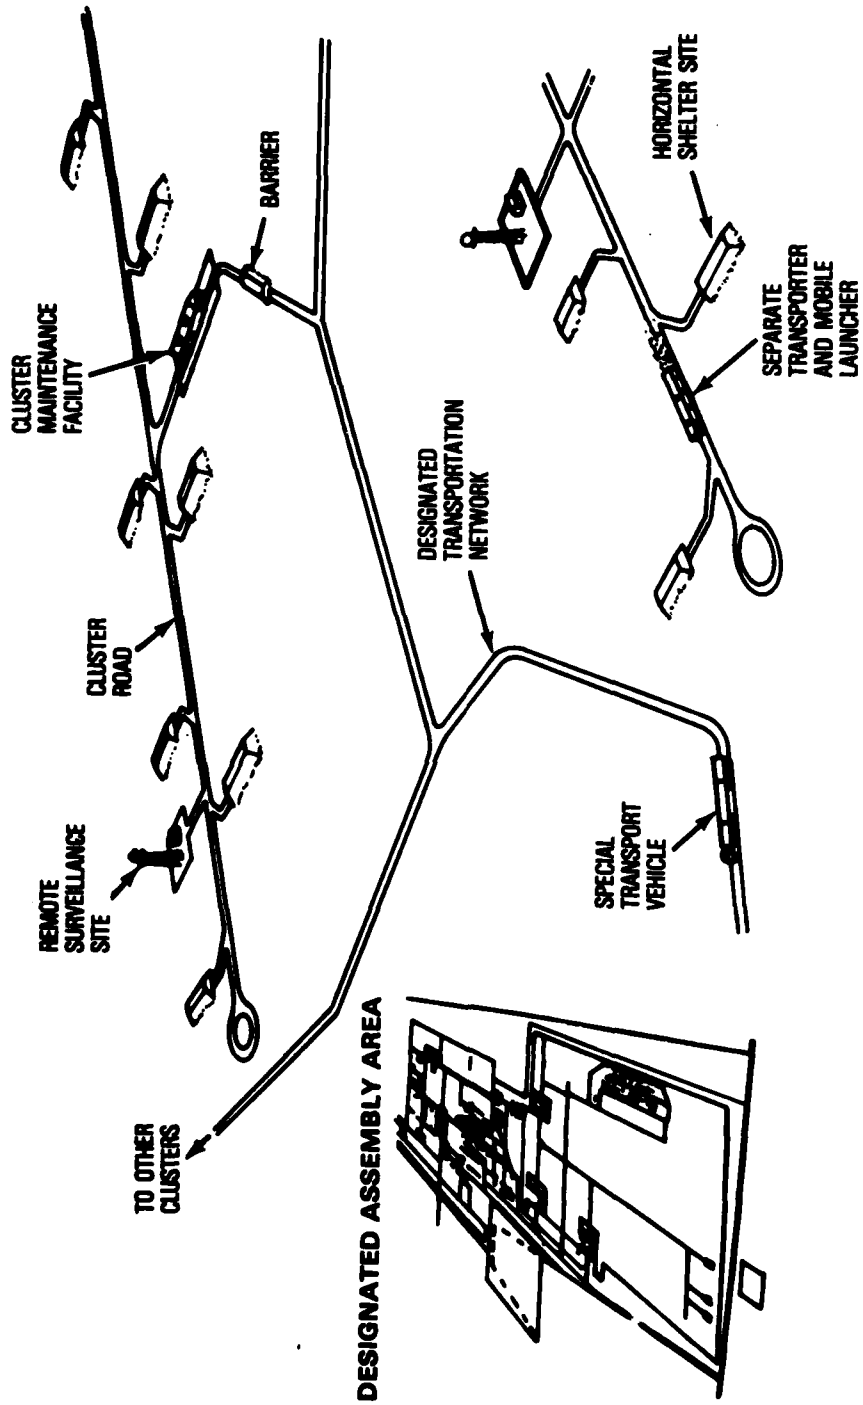 TO OTHER
CLUSTERS
REMOTE
SURVEILLANCE
SITE
CLUSTER
ROAD
CLUSTER
MAINTENANCE
FACILITY
BARRIER
DESIGNATED ASSEMBLY AREA
DESIGNATED
TRANSPORTATION
NETWORK
SPECIAL
TRANSPORT
VEHICLE
HORIZONTAL
SHELTER SITE
SEPARATE
TRANSPORTER
AND MOBILE
LAUNCHER